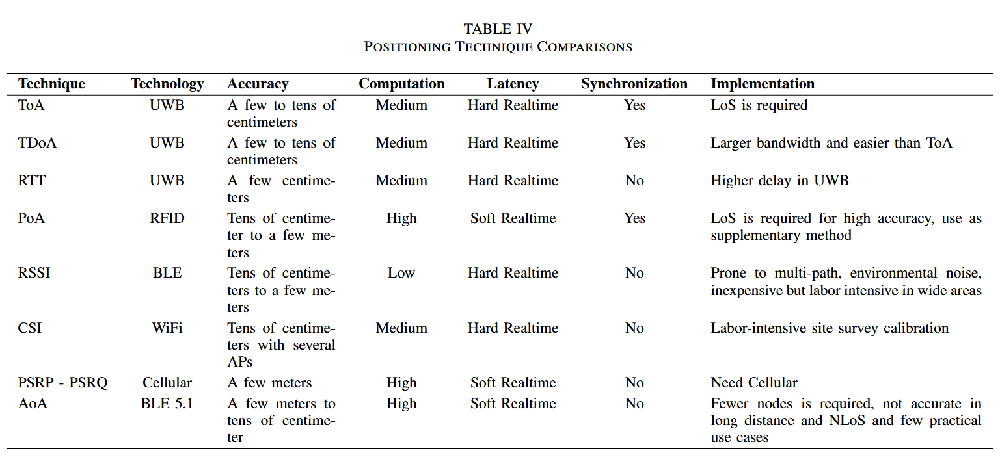 TABLE IV
POSITIONING TECHNIQUE COMPARISONS
Technique Technology Accuracy Computation Latency Synchronization Implementation
ToA UWB A few to tens of Medium Hard Realtime Yes LoS is required
centimeters
TDoA UWB A few to tens of Medium Hard Realtime Yes Larger bandwidth and easier than ToA
centimeters
RTT UWB A few centime- Medium Hard Realtime No Higher delay in UWB
ters
PoA RFID Tens of centime- High Soft Realtime Yes LoS is required for high accuracy, use as
ter to a few me- supplementary method
ters
RSSI BLE Tens of centime- Low Hard Realtime No Prone to multi-path, environmental noise,
ters to a few me- inexpensive but labor intensive in wide areas
ters
CSI WiFi Tens of centime- Medium Hard Realtime No Labor-intensive site survey calibration
ters with several
APs
PSRP - PSRQ Cellular A few meters High Soft Realtime No Need Cellular
AoA BLE 5.1 A few meters to High Soft Realtime No Fewer nodes is required, not accurate in
tens of centime- long distance and NLoS and few practical
ter use cases